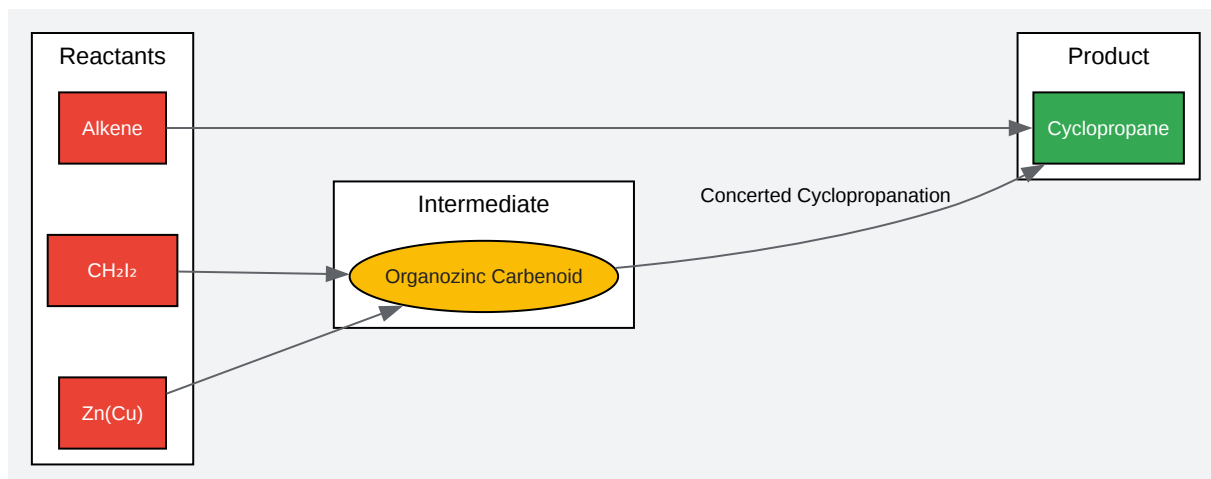 Reactants
Alkene
CH₂I₂
Zn(Cu)
Intermediate
Organozinc Carbenoid
Concerted Cyclopropanation
Product
Cyclopropane